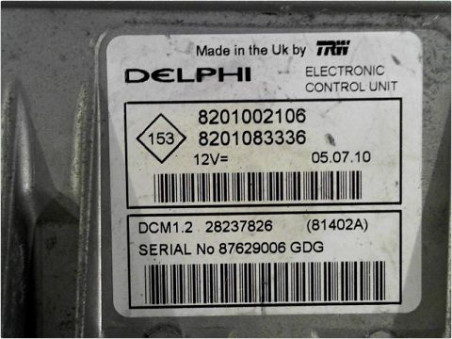 Made in the Uk by TRW
DELPHI
ELECTRONIC
CONTROL UNIT
153
8201002106
8201083336
12V= 05.07.10
DCM1.2 28237826 (81402A)
SERIAL No 87629006 GDG